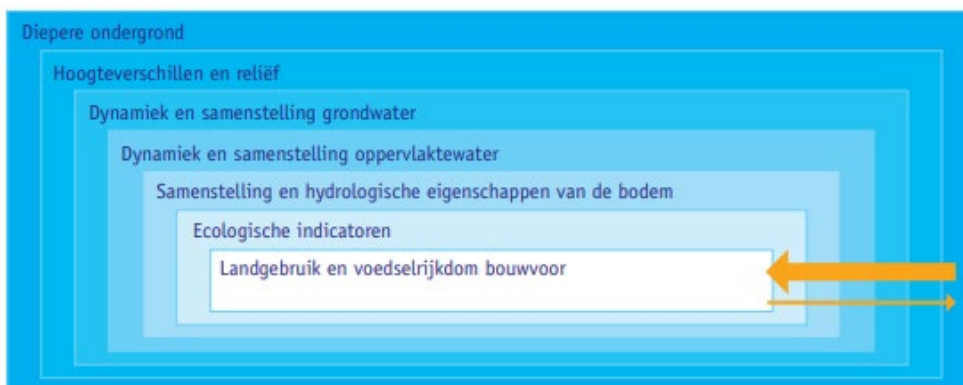 Diepere ondergrond
Hoogteverschillen en reliëf
Dynamiek en samenstelling grondwater
Dynamiek en samenstelling oppervlaktewater
Samenstelling en hydrologische eigenschappen van de bodem
Ecologische indicatoren
Landgebruik en voedselrijkdom bouwvoor